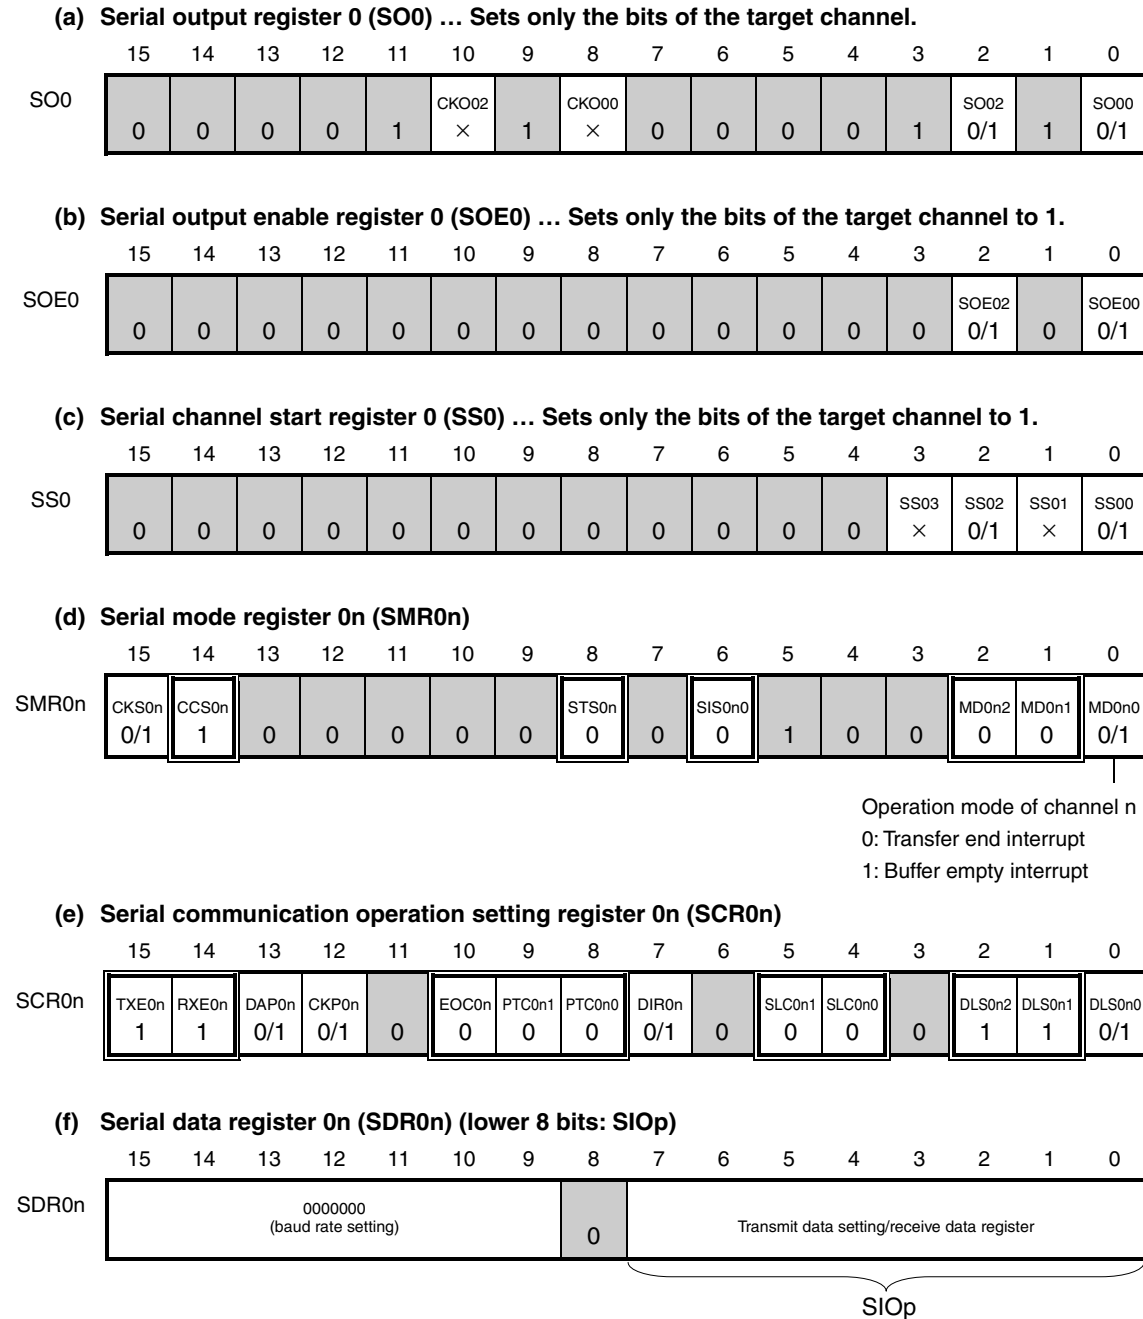 (a) Serial output register 0 (SO0) … Sets only the bits of the target channel.
15 14 13 12 11 10 9 8 7 6 5 4 3 2 1 0
CKO02 CKO00 SO02 SO00
SO0
0 0 0 0 1 × 1 × 0 0 0 0 1 0/1 1 0/1
(b) Serial output enable register 0 (SOE0) … Sets only the bits of the target channel to 1.
15 14 13 12 11 10 9 8 7 6 5 4 3 2 1 0
SOE0
SOE02 SOE00
0 0 0 0 0 0 0 0 0 0 0 0 0 0/1 0 0/1
(c) Serial channel start register 0 (SS0) … Sets only the bits of the target channel to 1.
15 14 13 12 11 10 9 8 7 6 5 4 3 2 1 0
SS0
SS03 SS02 SS01 SS00
0 0 0 0 0 0 0 0 0 0 0 0 × 0/1 × 0/1
(d) Serial mode register 0n (SMR0n)
15 14 13 12 11 10 9 8 7 6 5 4 3 2 1 0
SMR0n
CKS0n CCS0n STS0n SIS0n0 MD0n2 MD0n1 MD0n0
0/1 1 0 0 0 0 0 0 0 0 1 0 0 0 0 0/1
Operation mode of channel n
0: Transfer end interrupt
1: Buffer empty interrupt
(e) Serial communication operation setting register 0n (SCR0n)
15 14 13 12 11 10 9 8 7 6 5 4 3 2 1 0
SCR0n
TXE0n RXE0n DAP0n CKP0n EOC0n PTC0n1 PTC0n0 DIR0n SLC0n1 SLC0n0 DLS0n2 DLS0n1 DLS0n0
1 1 0/1 0/1 0 0 0 0 0/1 0 0 0 0 1 1 0/1
(f) Serial data register 0n (SDR0n) (lower 8 bits: SIOp)
15 14 13 12 11 10 9 8 7 6 5 4 3 2 1 0
SDR0n
0000000
(baud rate setting)
0
Transmit data setting/receive data register
SIOp